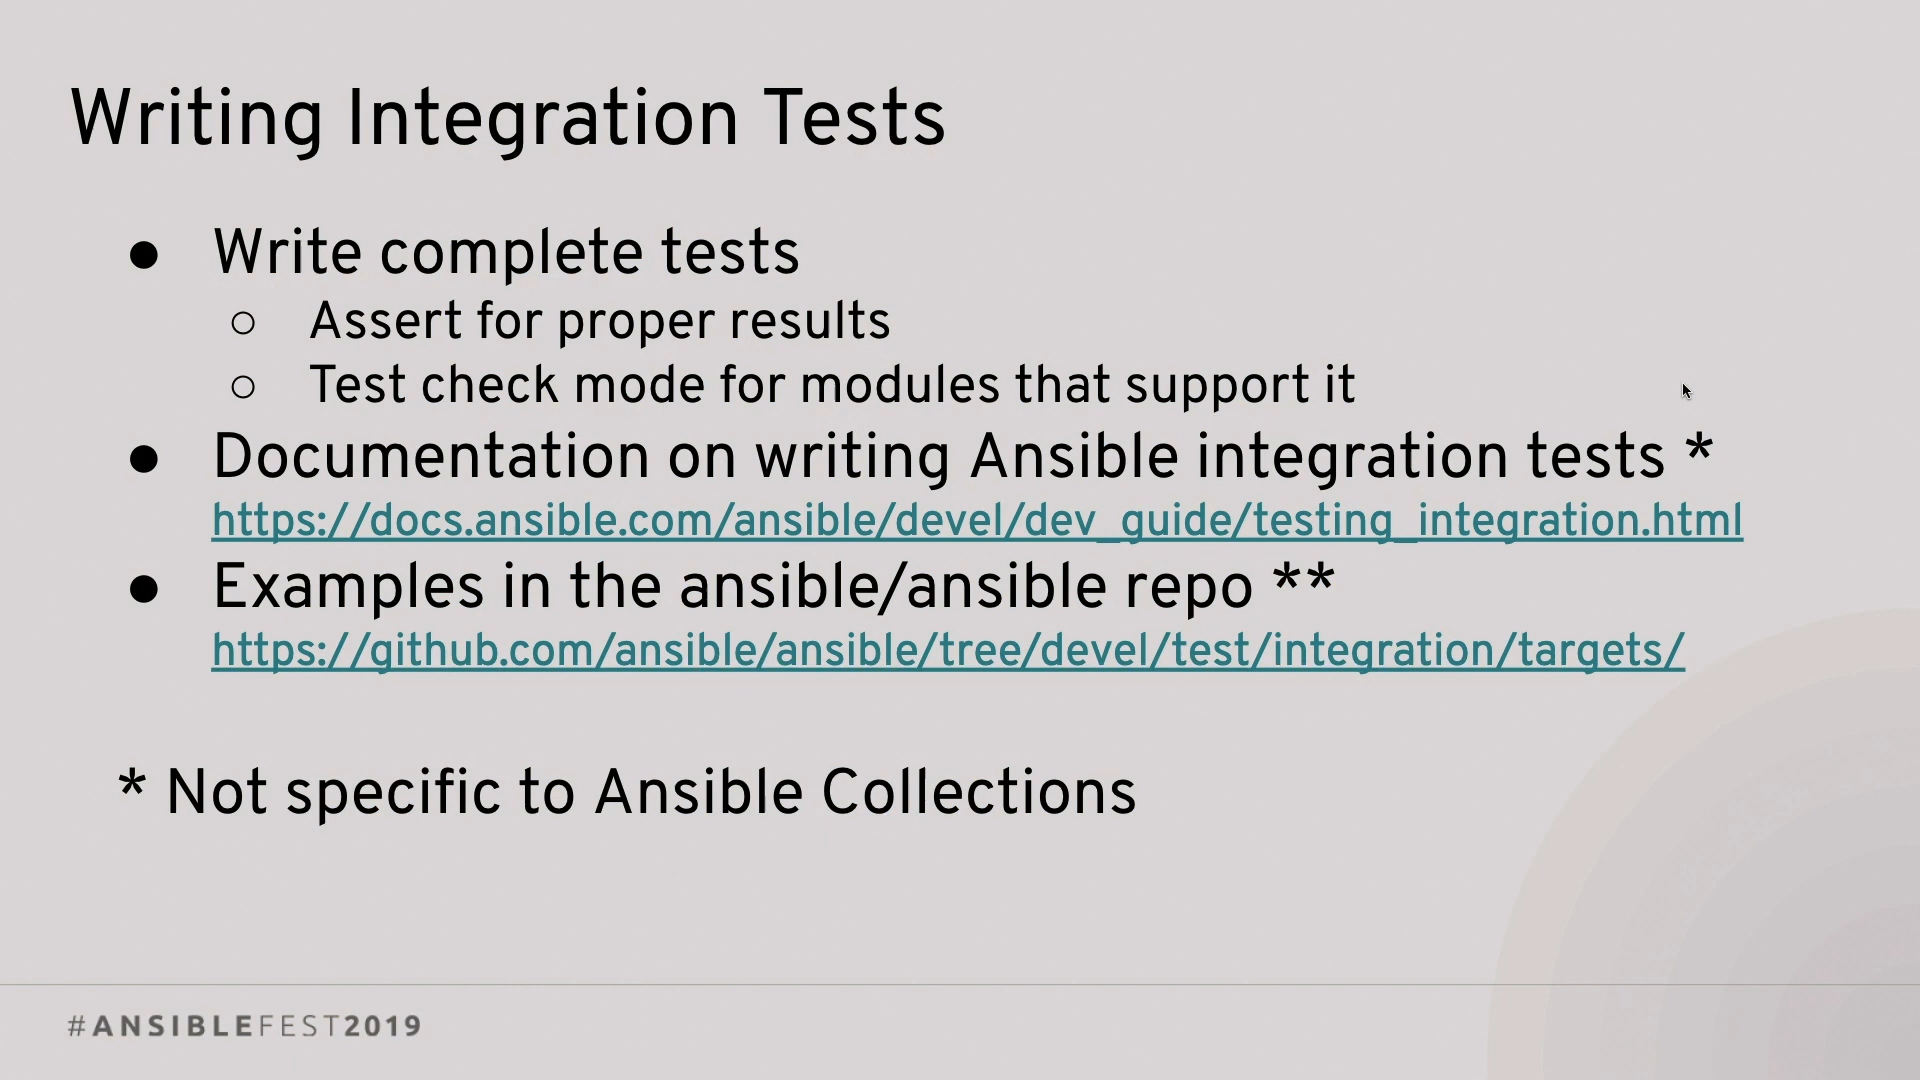 Writing Integration Tests
● Write complete tests
○ Assert for proper results
○ Test check mode for modules that support it
● Documentation on writing Ansible integration tests *
https://docs.ansible.com/ansible/devel/dev_guide/testing_integration.html
● Examples in the ansible/ansible repo **
https://github.com/ansible/ansible/tree/devel/test/integration/targets/
* Not specific to Ansible Collections
#ANSIBLEFEST2019